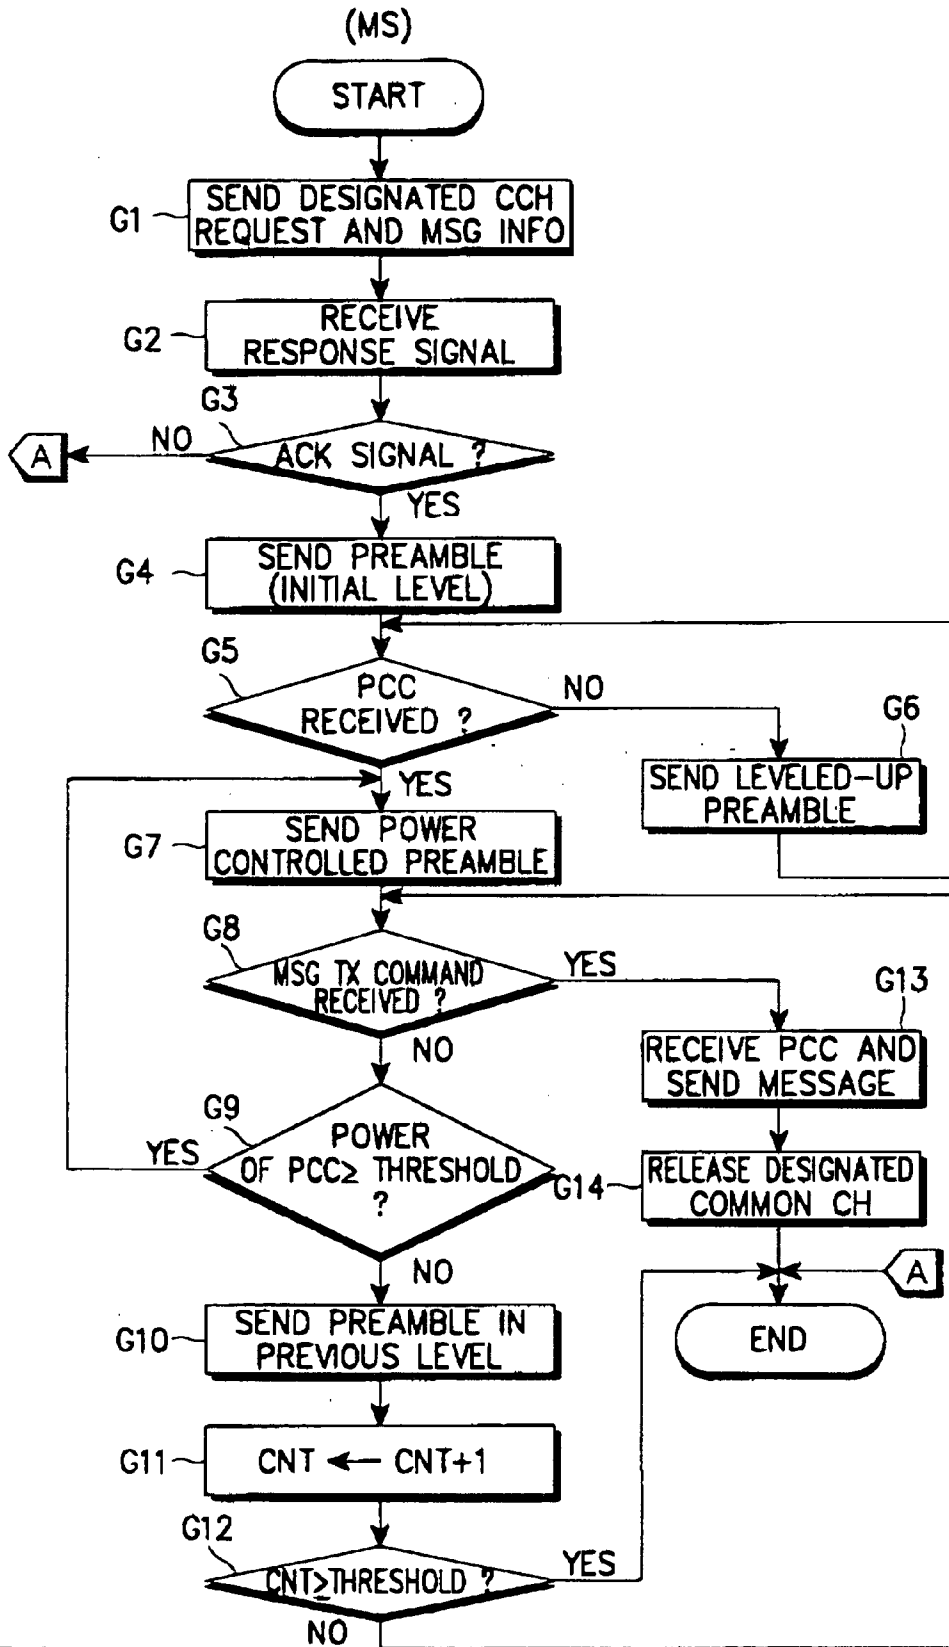 (MS)
START
G1
SEND DESIGNATED CCH
REQUEST AND MSG INFO
G2
RECEIVE
RESPONSE SIGNAL
G3
A
NO
ACK SIGNAL ?
YES
G4
SEND PREAMBLE
(INITIAL LEVEL)
G5
PCC
RECEIVED ?
NO
G6
SEND LEVELED-UP
PREAMBLE
YES
G7
SEND POWER
CONTROLLED PREAMBLE
G8
MSG TX COMMAND
RECEIVED ?
YES
G13
RECEIVE PCC AND
SEND MESSAGE
NO
G9
YES
POWER
OF PCC≥ THRESHOLD
?
G14
RELEASE DESIGNATED
COMMON CH
NO
A
G10
SEND PREAMBLE IN
PREVIOUS LEVEL
END
G11
CNT ← CNT+1
G12
CNT≥THRESHOLD ?
YES
NO